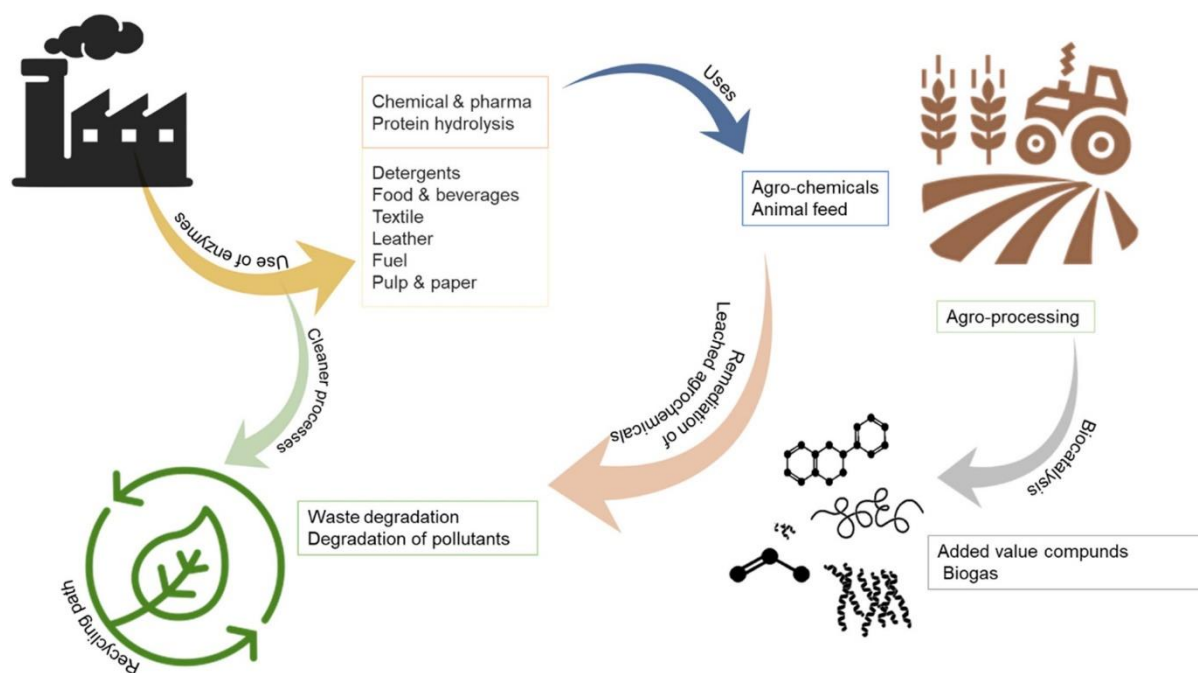 Chemical & pharma
Protein hydrolysis
Detergents
Food & beverages
Textile
Leather
Fuel
Pulp & paper
Uses
Agro-chemicals
Animal feed
Use of enzymes
Agro-processing
Cleaner processes
Remediation of
Leached agrochemicals
Biocatalysis
Waste degradation
Degradation of pollutants
Added value compunds
Biogas
Recycling path